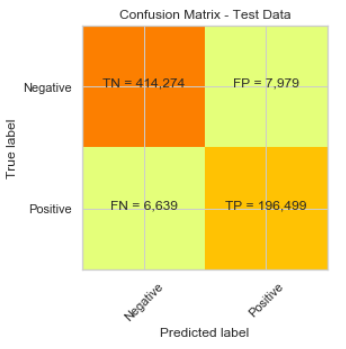 Confusion Matrix - Test Data
True label
Negative
TN = 414,274
FP = 7,979
Positive
FN = 6,639
TP = 196,499
Negative
Positive
Predicted label